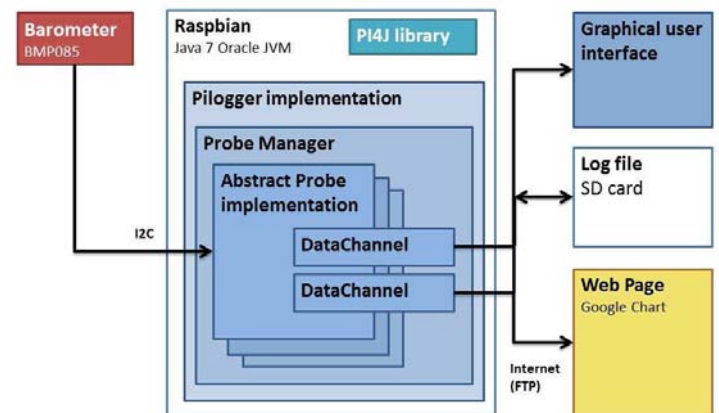 Barometer
BMP085
Raspbian
Java 7 Oracle JVM
PI4J library
Pilogger implementation
Probe Manager
Abstract Probe
implementation
DataChannel
DataChannel
I2C
Graphical user
interface
Log file
SD card
Web Page
Google Chart
Internet
(FTP)